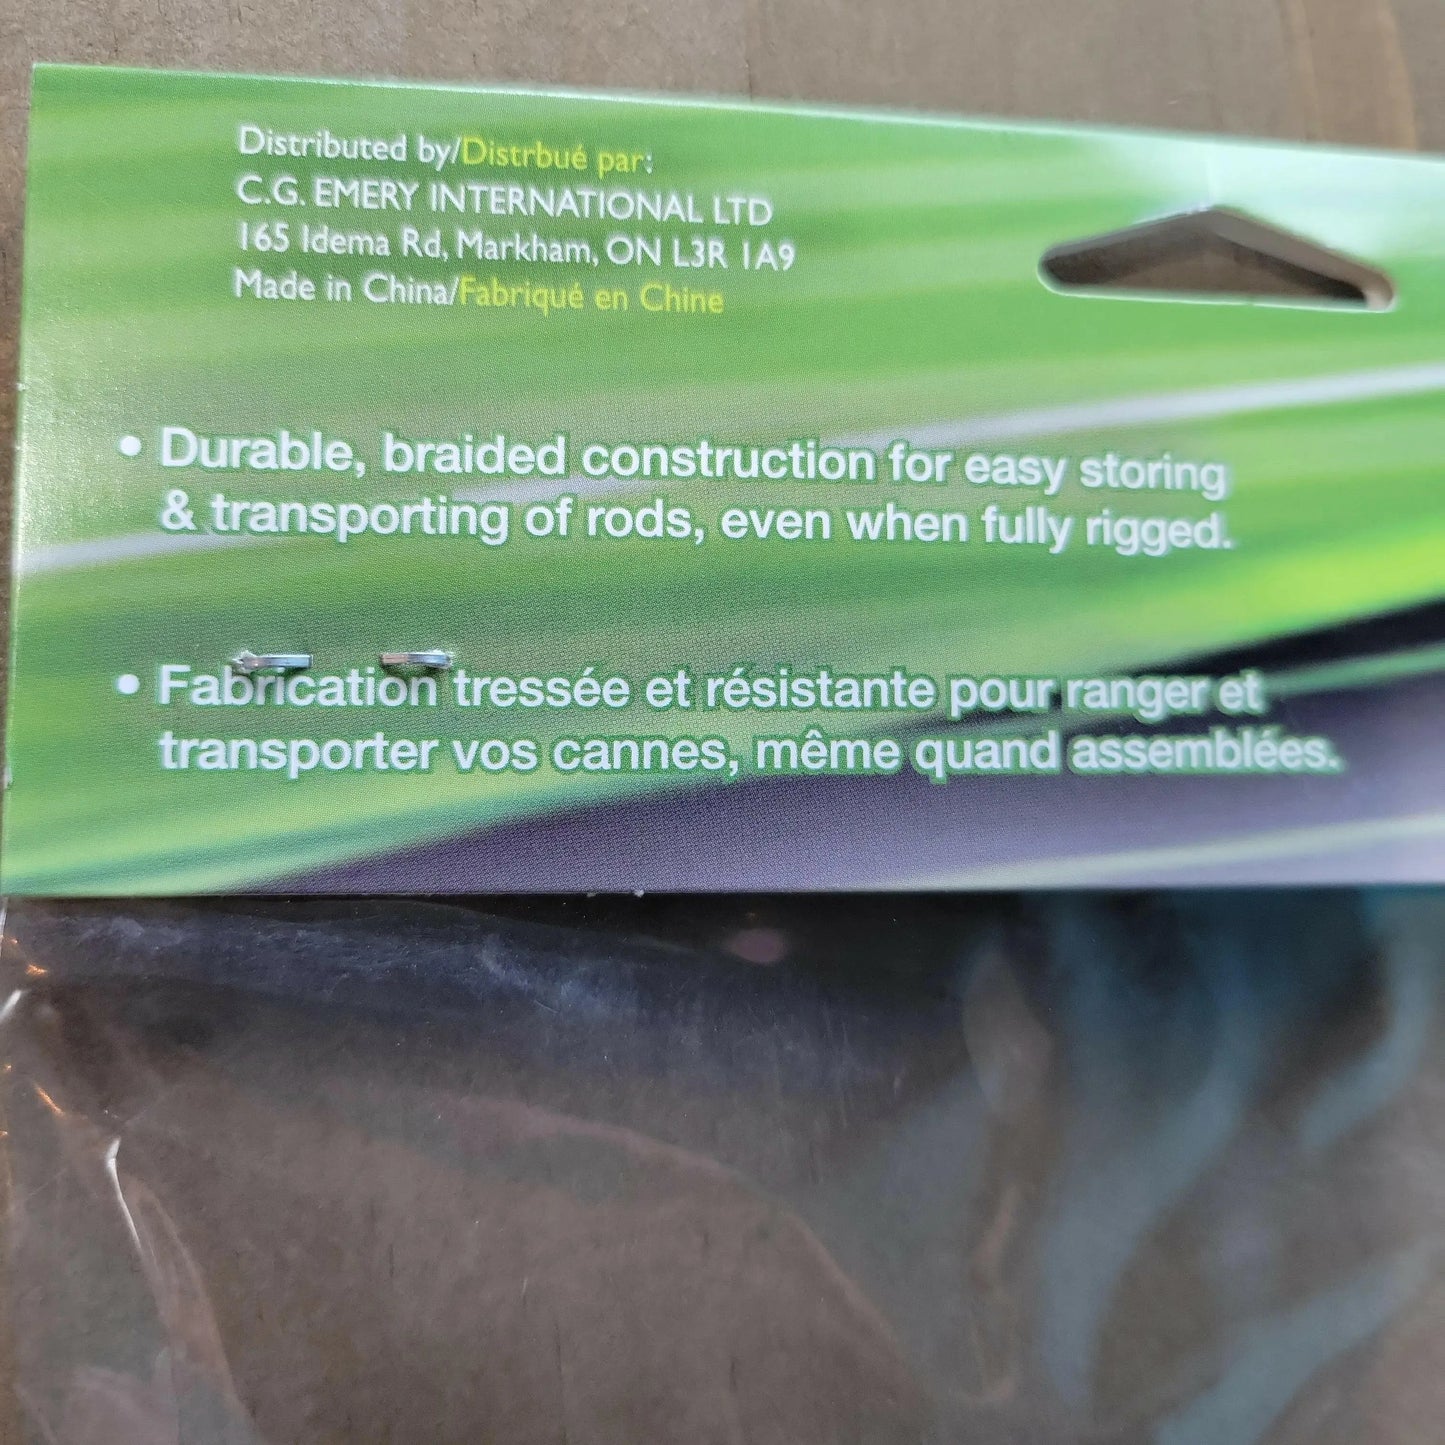 Distributed by/Distrbué par:
C.G. EMERY INTERNATIONAL LTD
165 Idema Rd, Markham, ON L3R 1A9
Made in China/Fabriqué en Chine
• Durable, braided construction for easy storing
& transporting of rods, even when fully rigged.
• Fabrication tressée et résistante pour ranger et
transporter vos cannes, même quand assemblées.